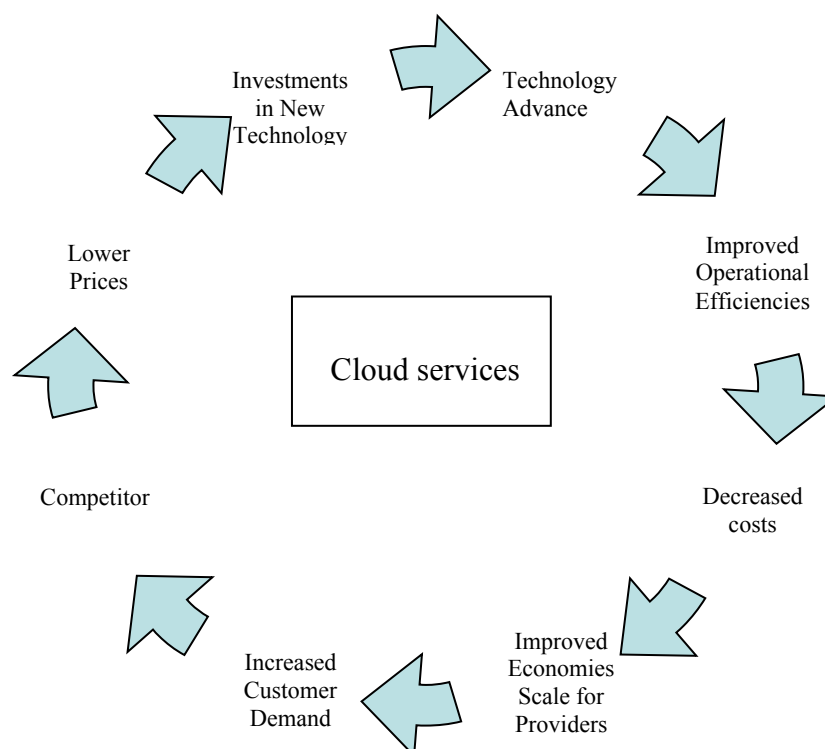 Investments
in New
Technology
Technology
Advance
Improved
Operational
Efficiencies
Decreased
costs
Improved
Economies
Scale for
Providers
Increased
Customer
Demand
Competitor
Lower
Prices
Cloud services